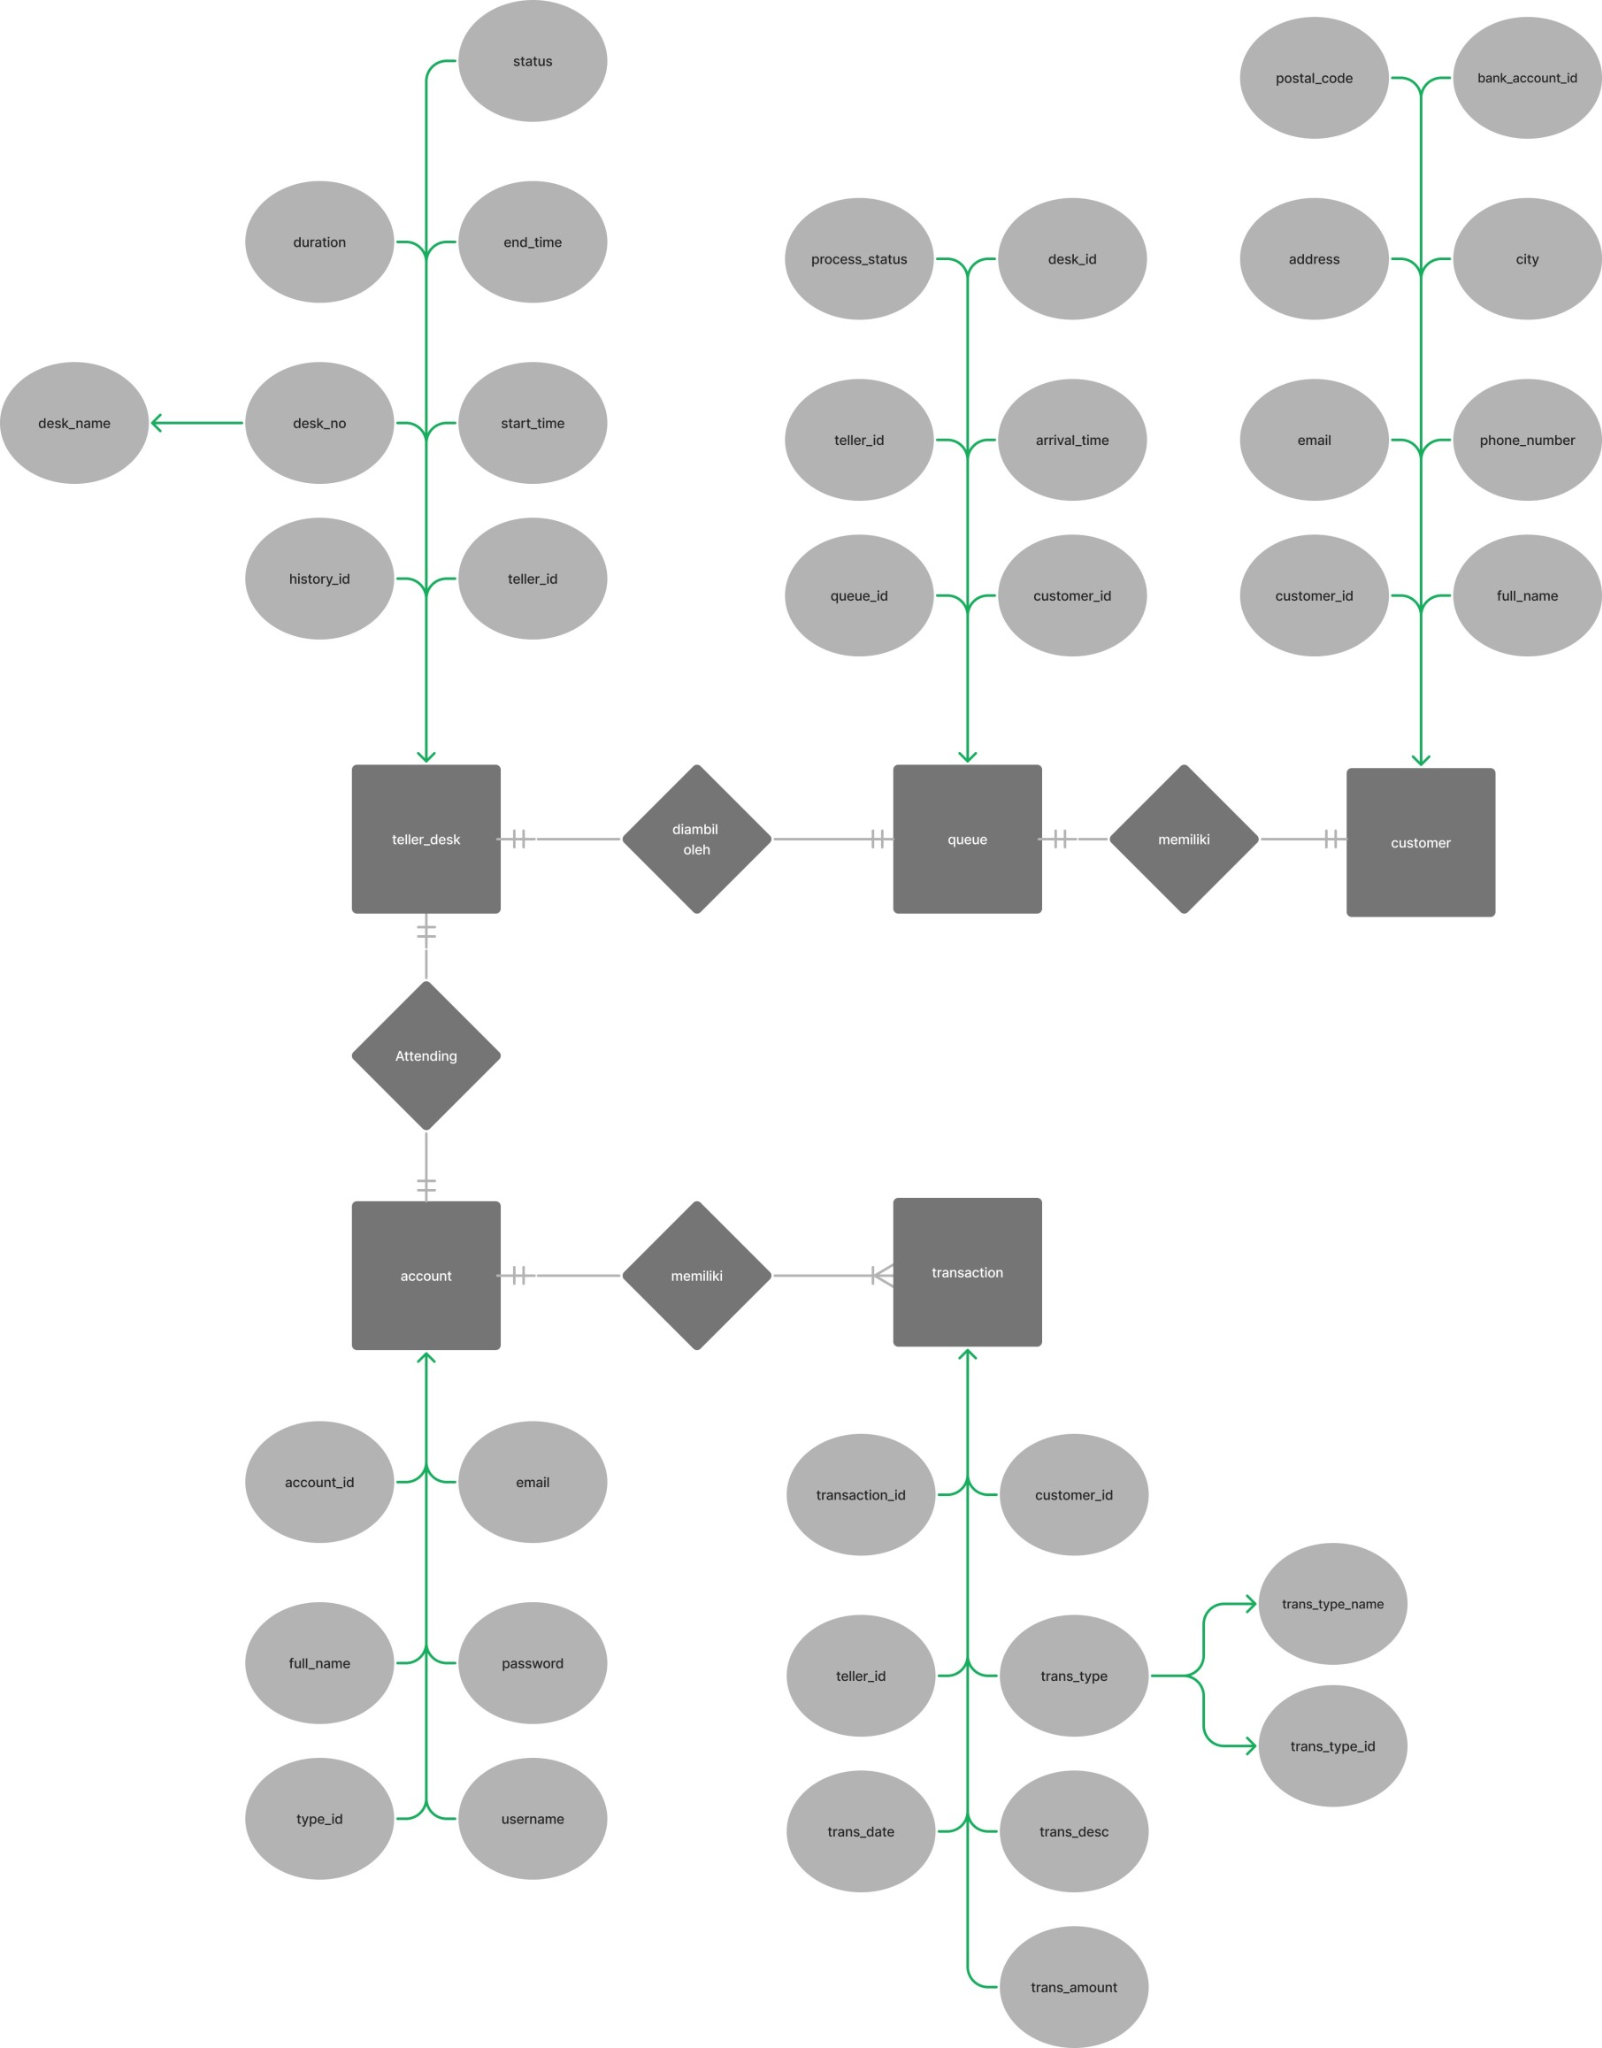 status
postal_code
bank_account_id
duration
end_time
process_status
desk_id
address
city
desk_name
desk_no
start_time
teller_id
arrival_time
email
phone_number
history_id
teller_id
queue_id
customer_id
customer_id
full_name
teller_desk
diambil
oleh
queue
memiliki
customer
Attending
account
memiliki
transaction
account_id
email
transaction_id
customer_id
trans_type_name
full_name
password
teller_id
trans_type
trans_type_id
type_id
username
trans_date
trans_desc
trans_amount